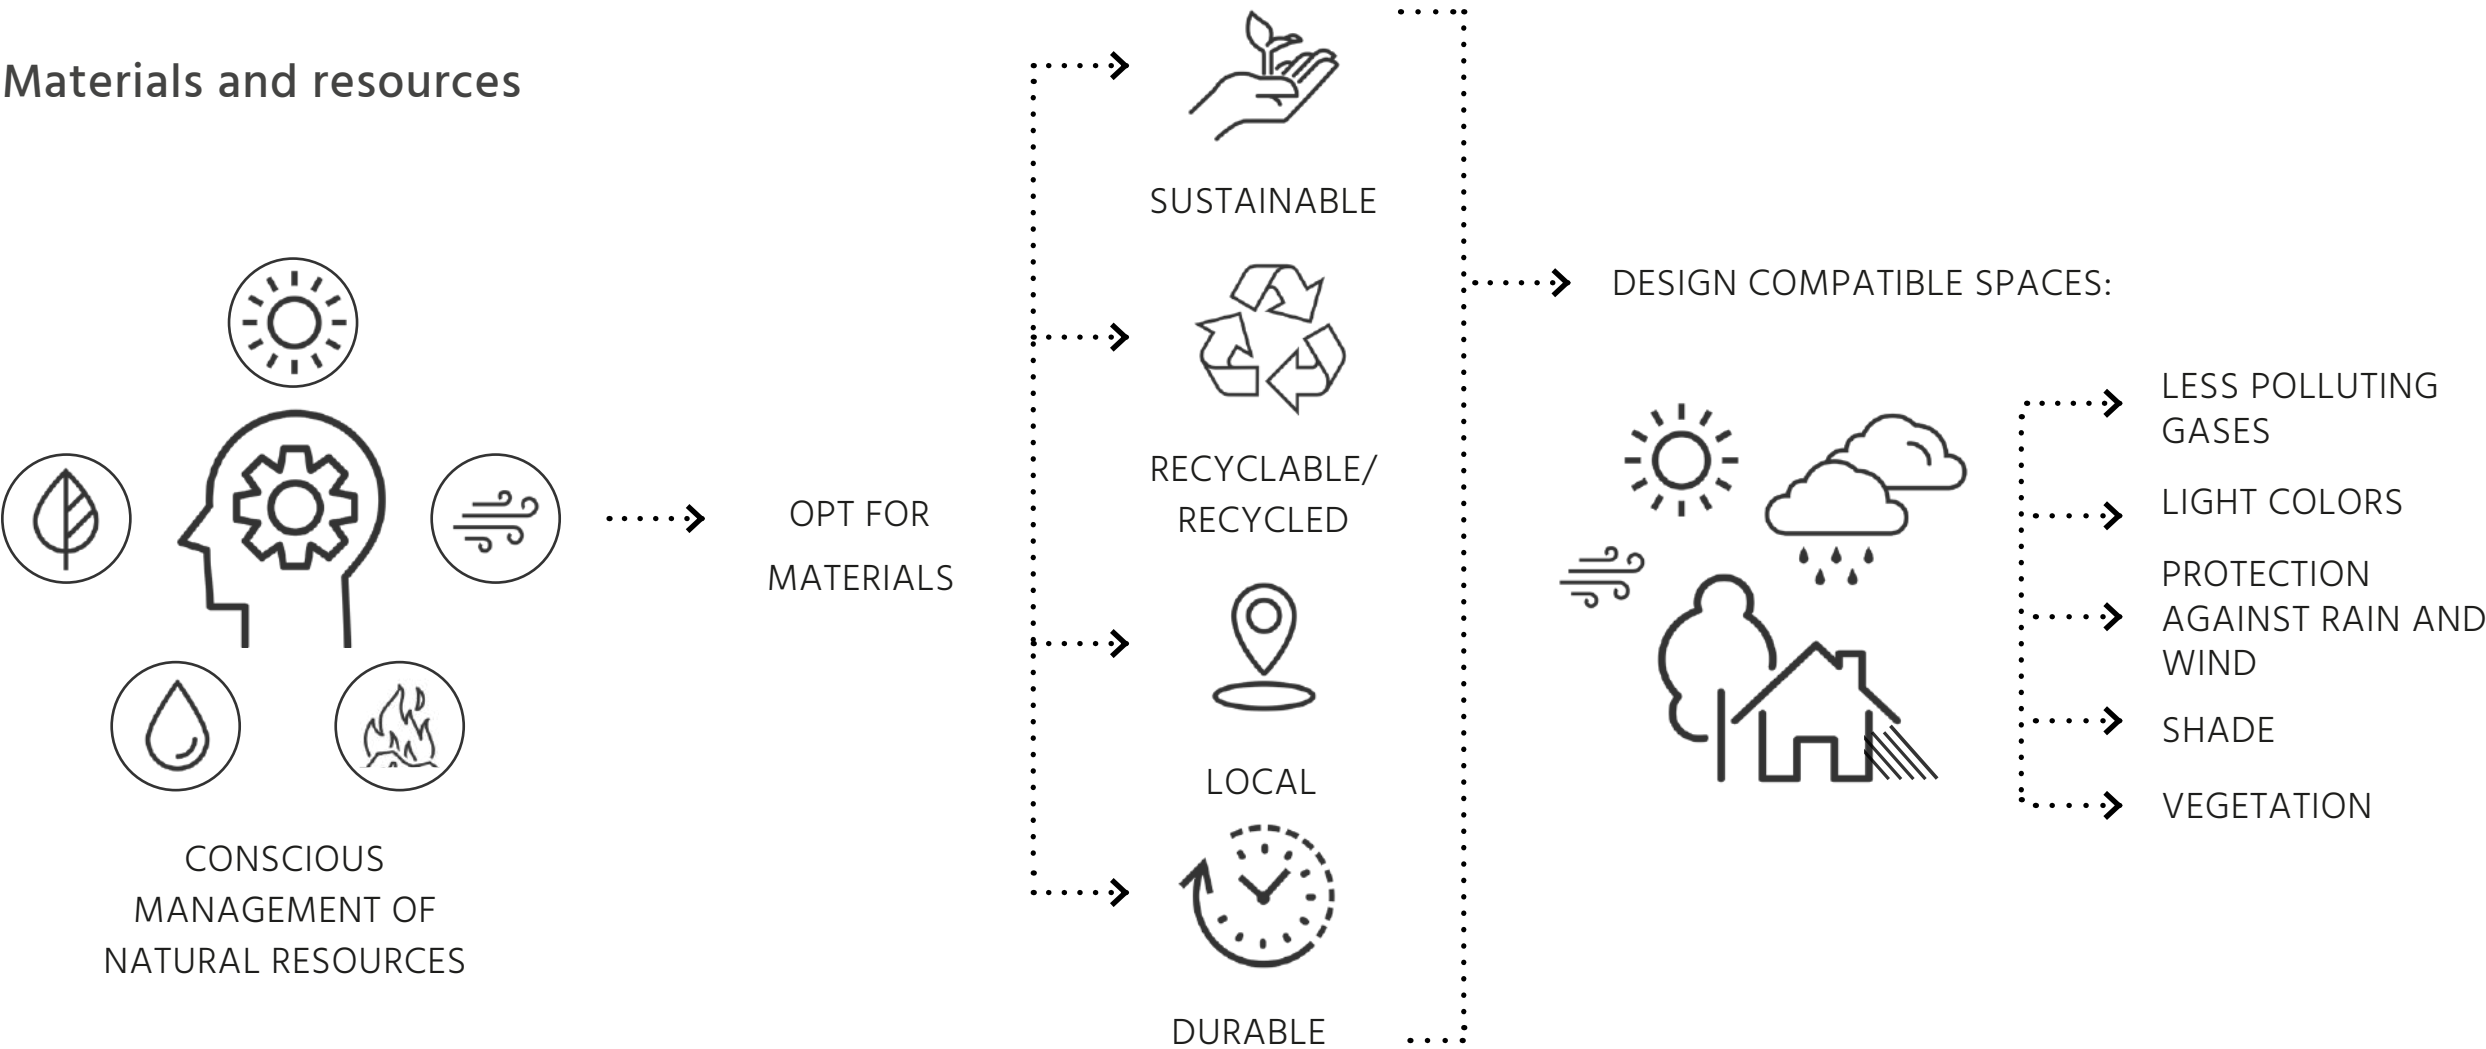 Materials and resources
CONSCIOUS
MANAGEMENT OF
NATURAL RESOURCES
OPT FOR
MATERIALS
SUSTAINABLE
RECYCLABLE/
RECYCLED
LOCAL
DURABLE
DESIGN COMPATIBLE SPACES:
LESS POLLUTING
GASES
LIGHT COLORS
PROTECTION
AGAINST RAIN AND
WIND
SHADE
VEGETATION